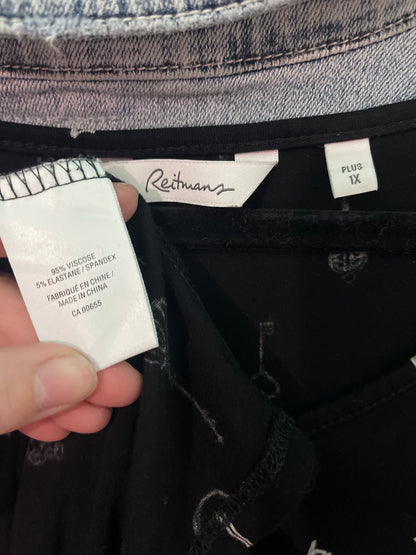 Reitmans
PLUS
1X
95% VISCOSE
5% ELASTANE / SPANDEX
FABRIQUÉ EN CHINE /
MADE IN CHINA
CA 00655